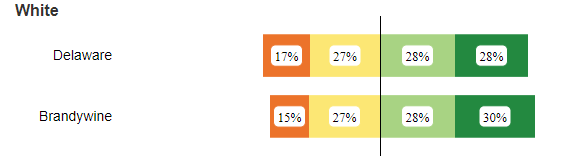 White
Delaware 17% 27% 28% 28%
Brandywine 15% 27% 28% 30%